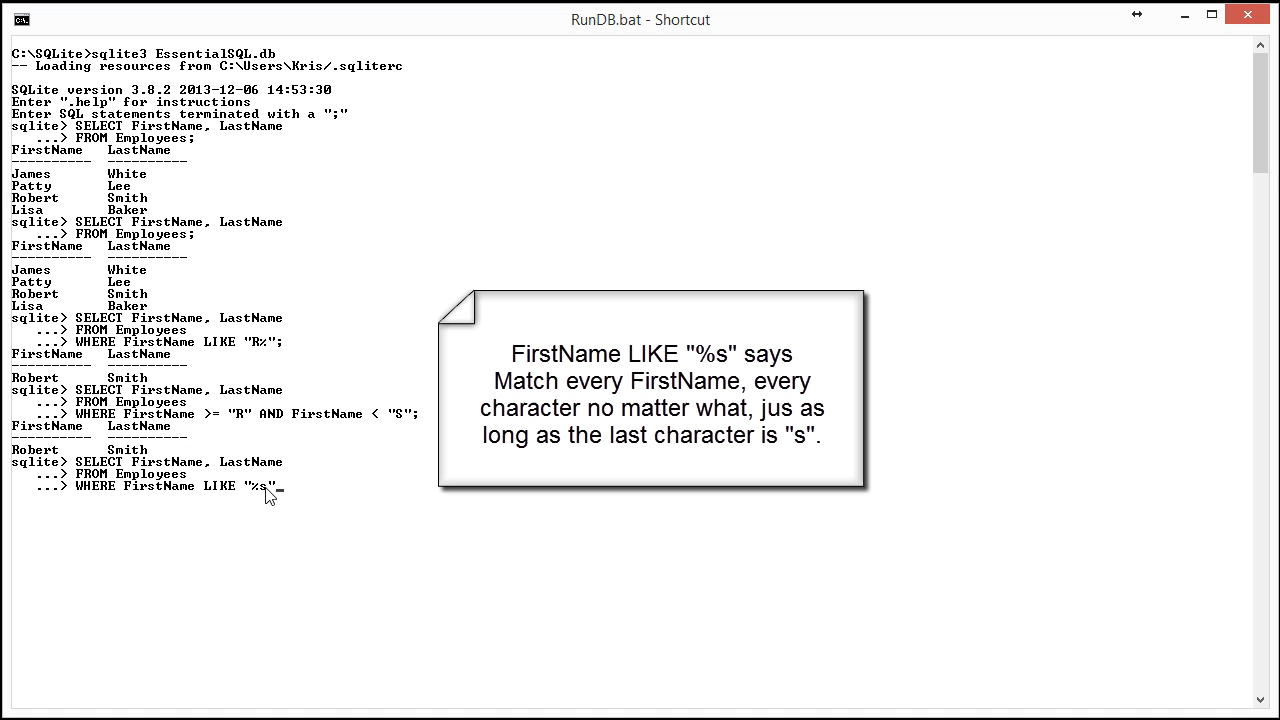 RunDB.bat - Shortcut
C:\SQLite>sqlite3 EssentialSQL.db
-- Loading resources from C:\Users\Kris/.sqliterc
SQLite version 3.8.2 2013-12-06 14:53:30
Enter ".help" for instructions
Enter SQL statements terminated with a ";"
sqlite> SELECT FirstName, LastName
   ...> FROM Employees;
FirstName   LastName
----------  ----------
James       White
Patty       Lee
Robert      Smith
Lisa        Baker
sqlite> SELECT FirstName, LastName
   ...> FROM Employees;
FirstName   LastName
----------  ----------
James       White
Patty       Lee
Robert      Smith
Lisa        Baker
sqlite> SELECT FirstName, LastName
   ...> FROM Employees
   ...> WHERE FirstName LIKE "R%";
FirstName   LastName
----------  ----------
Robert      Smith
sqlite> SELECT FirstName, LastName
   ...> FROM Employees
   ...> WHERE FirstName >= "R" AND FirstName < "S";
FirstName   LastName
----------  ----------
Robert      Smith
sqlite> SELECT FirstName, LastName
   ...> FROM Employees
   ...> WHERE FirstName LIKE "%s"_
FirstName LIKE "%s" says
Match every FirstName, every
character no matter what, jus as
long as the last character is "s".